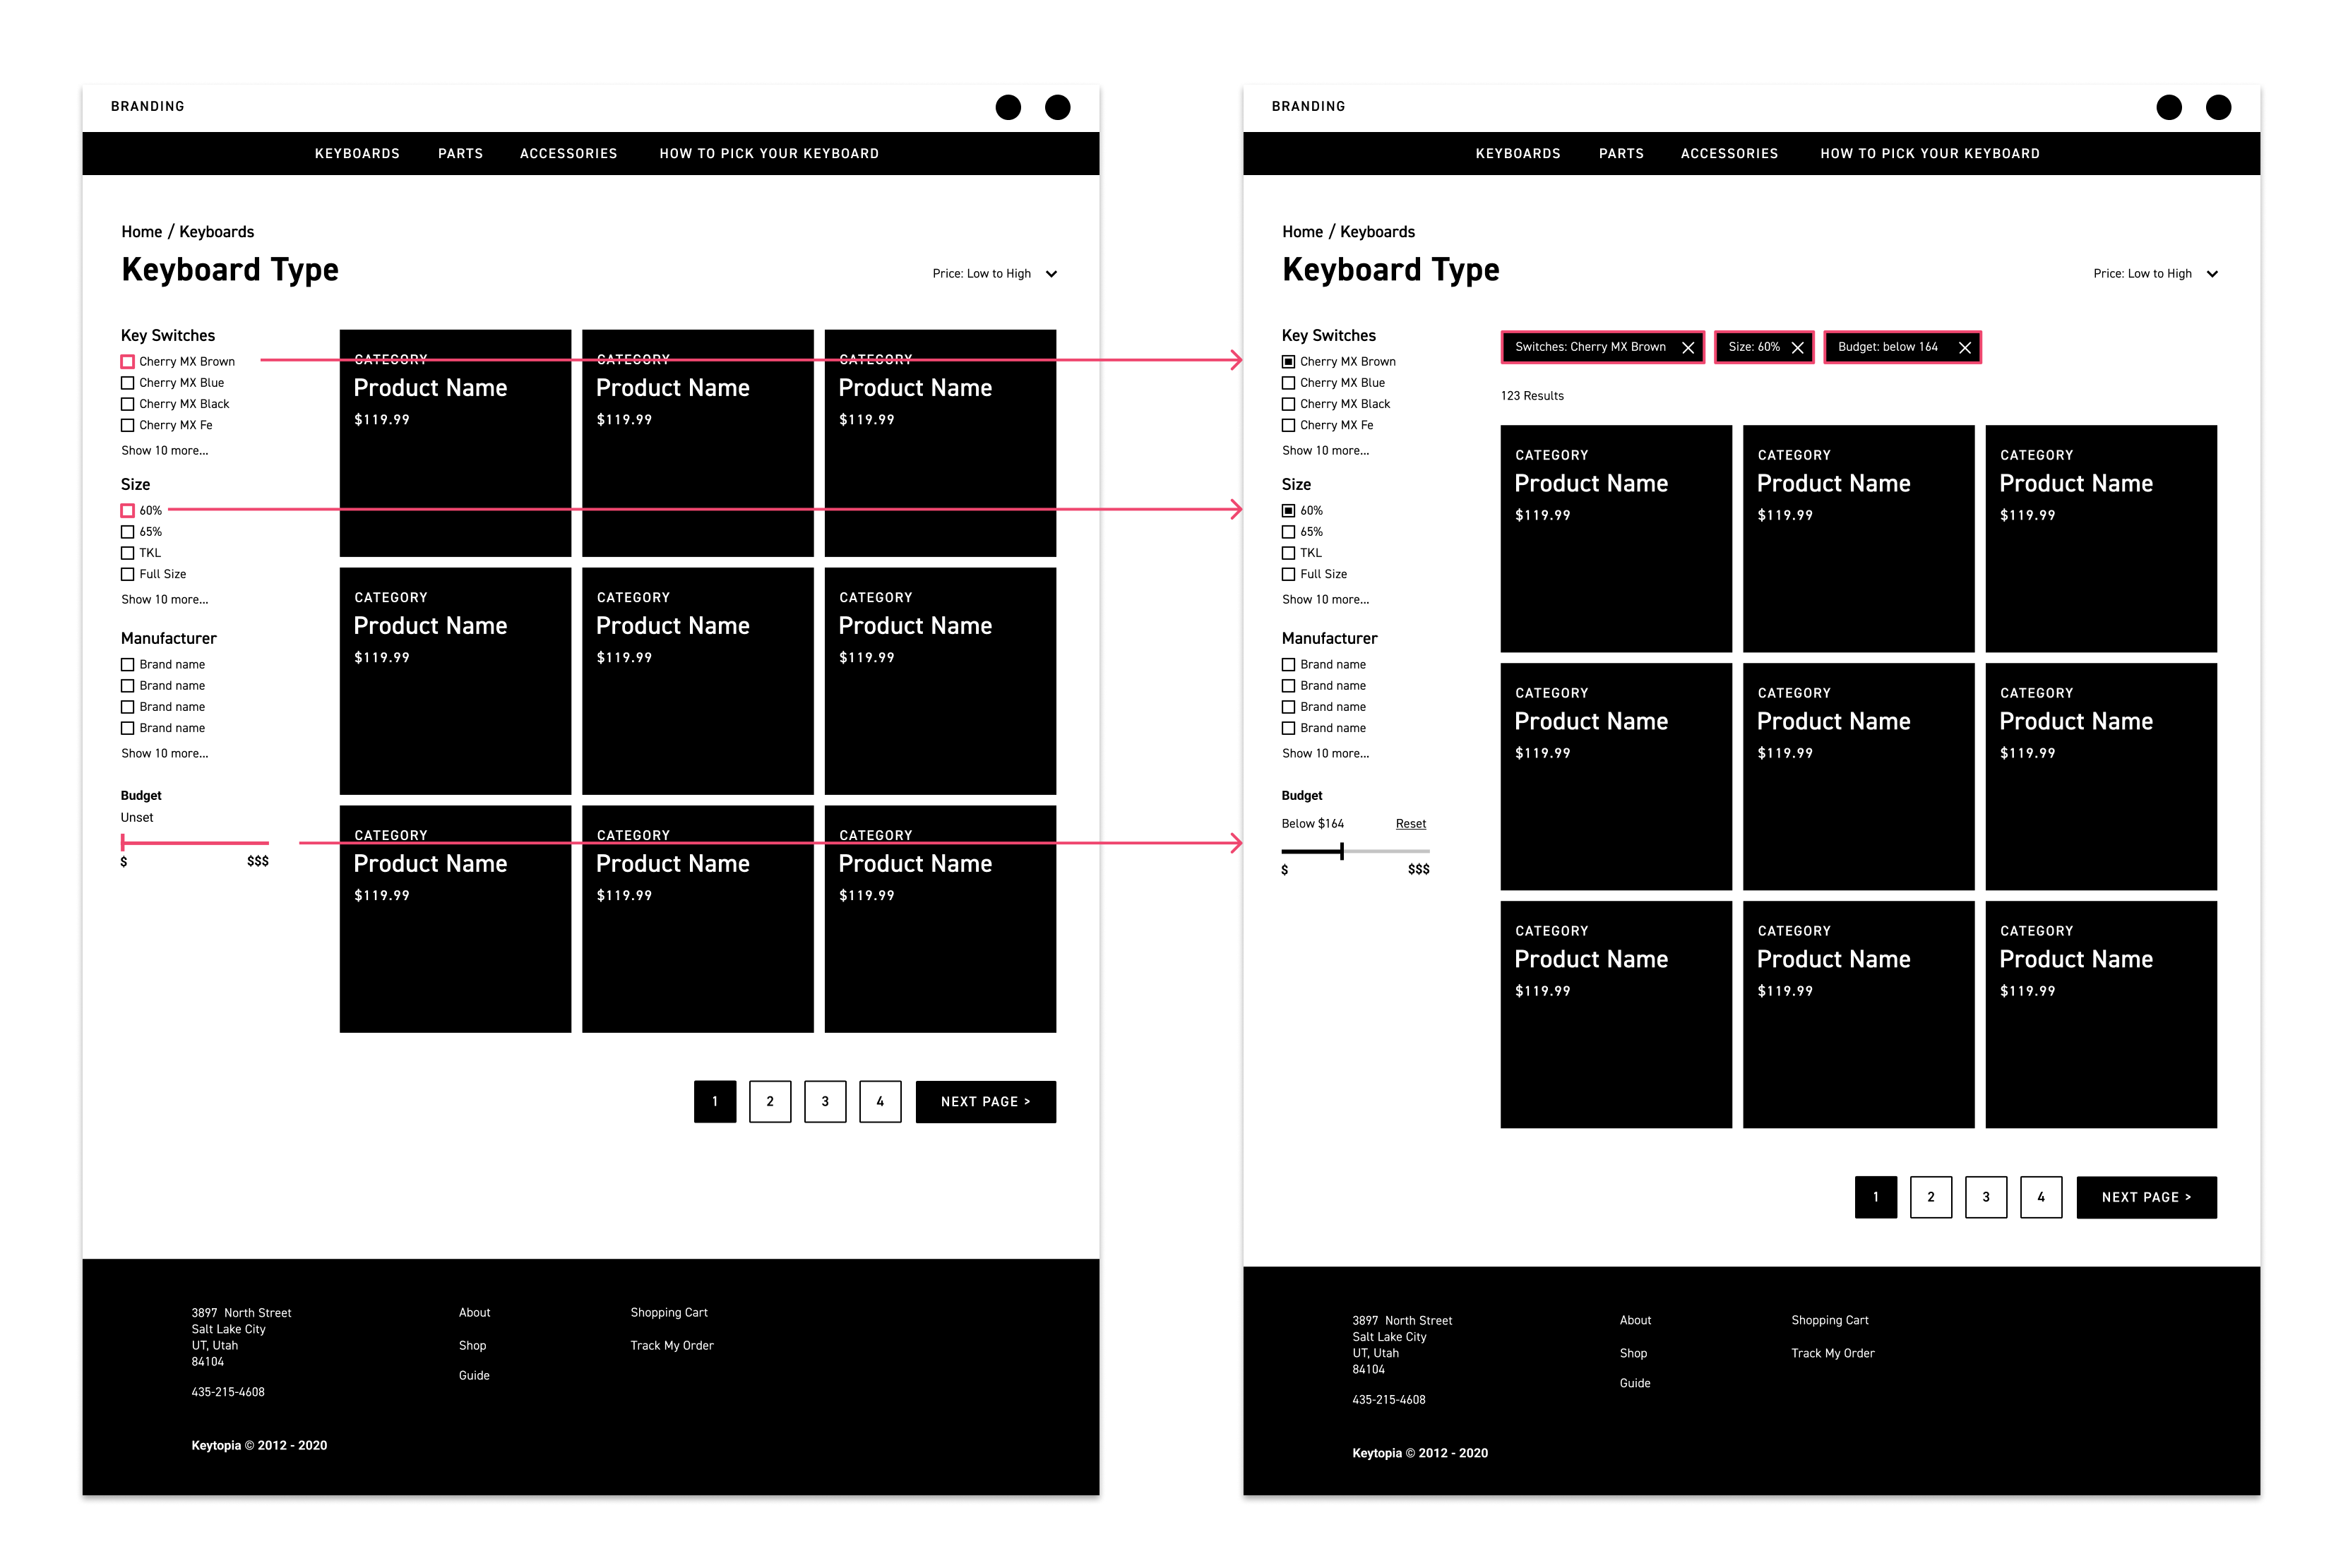 BRANDING
KEYBOARDS PARTS ACCESSORIES HOW TO PICK YOUR KEYBOARD
Home / Keyboards
Keyboard Type
Price: Low to High
Key Switches
Cherry MX Brown
Cherry MX Blue
Cherry MX Black
Cherry MX Fe
Show 10 more...
Size
60%
65%
TKL
Full Size
Show 10 more...
Manufacturer
Brand name
Brand name
Brand name
Brand name
Show 10 more...
Budget
Unset
$ $$$
CATEGORY CATEGORY CATEGORY
Product Name Product Name Product Name
$119.99 $119.99 $119.99
CATEGORY CATEGORY CATEGORY
Product Name Product Name Product Name
$119.99 $119.99 $119.99
CATEGORY CATEGORY CATEGORY
Product Name Product Name Product Name
$119.99 $119.99 $119.99
1 2 3 4 NEXT PAGE >
3897 North Street
Salt Lake City
UT, Utah
84104
435-215-4608
Keytopia © 2012 - 2020
About
Shop
Guide
Shopping Cart
Track My Order
BRANDING
KEYBOARDS PARTS ACCESSORIES HOW TO PICK YOUR KEYBOARD
Home / Keyboards
Keyboard Type
Price: Low to High
Key Switches
Cherry MX Brown
Cherry MX Blue
Cherry MX Black
Cherry MX Fe
Show 10 more...
Size
60%
65%
TKL
Full Size
Show 10 more...
Manufacturer
Brand name
Brand name
Brand name
Brand name
Show 10 more...
Budget
Below $164 Reset
$ $$$
Switches: Cherry MX Brown Size: 60% Budget: below 164
123 Results
CATEGORY CATEGORY CATEGORY
Product Name Product Name Product Name
$119.99 $119.99 $119.99
CATEGORY CATEGORY CATEGORY
Product Name Product Name Product Name
$119.99 $119.99 $119.99
CATEGORY CATEGORY CATEGORY
Product Name Product Name Product Name
$119.99 $119.99 $119.99
1 2 3 4 NEXT PAGE >
3897 North Street
Salt Lake City
UT, Utah
84104
435-215-4608
Keytopia © 2012 - 2020
About
Shop
Guide
Shopping Cart
Track My Order